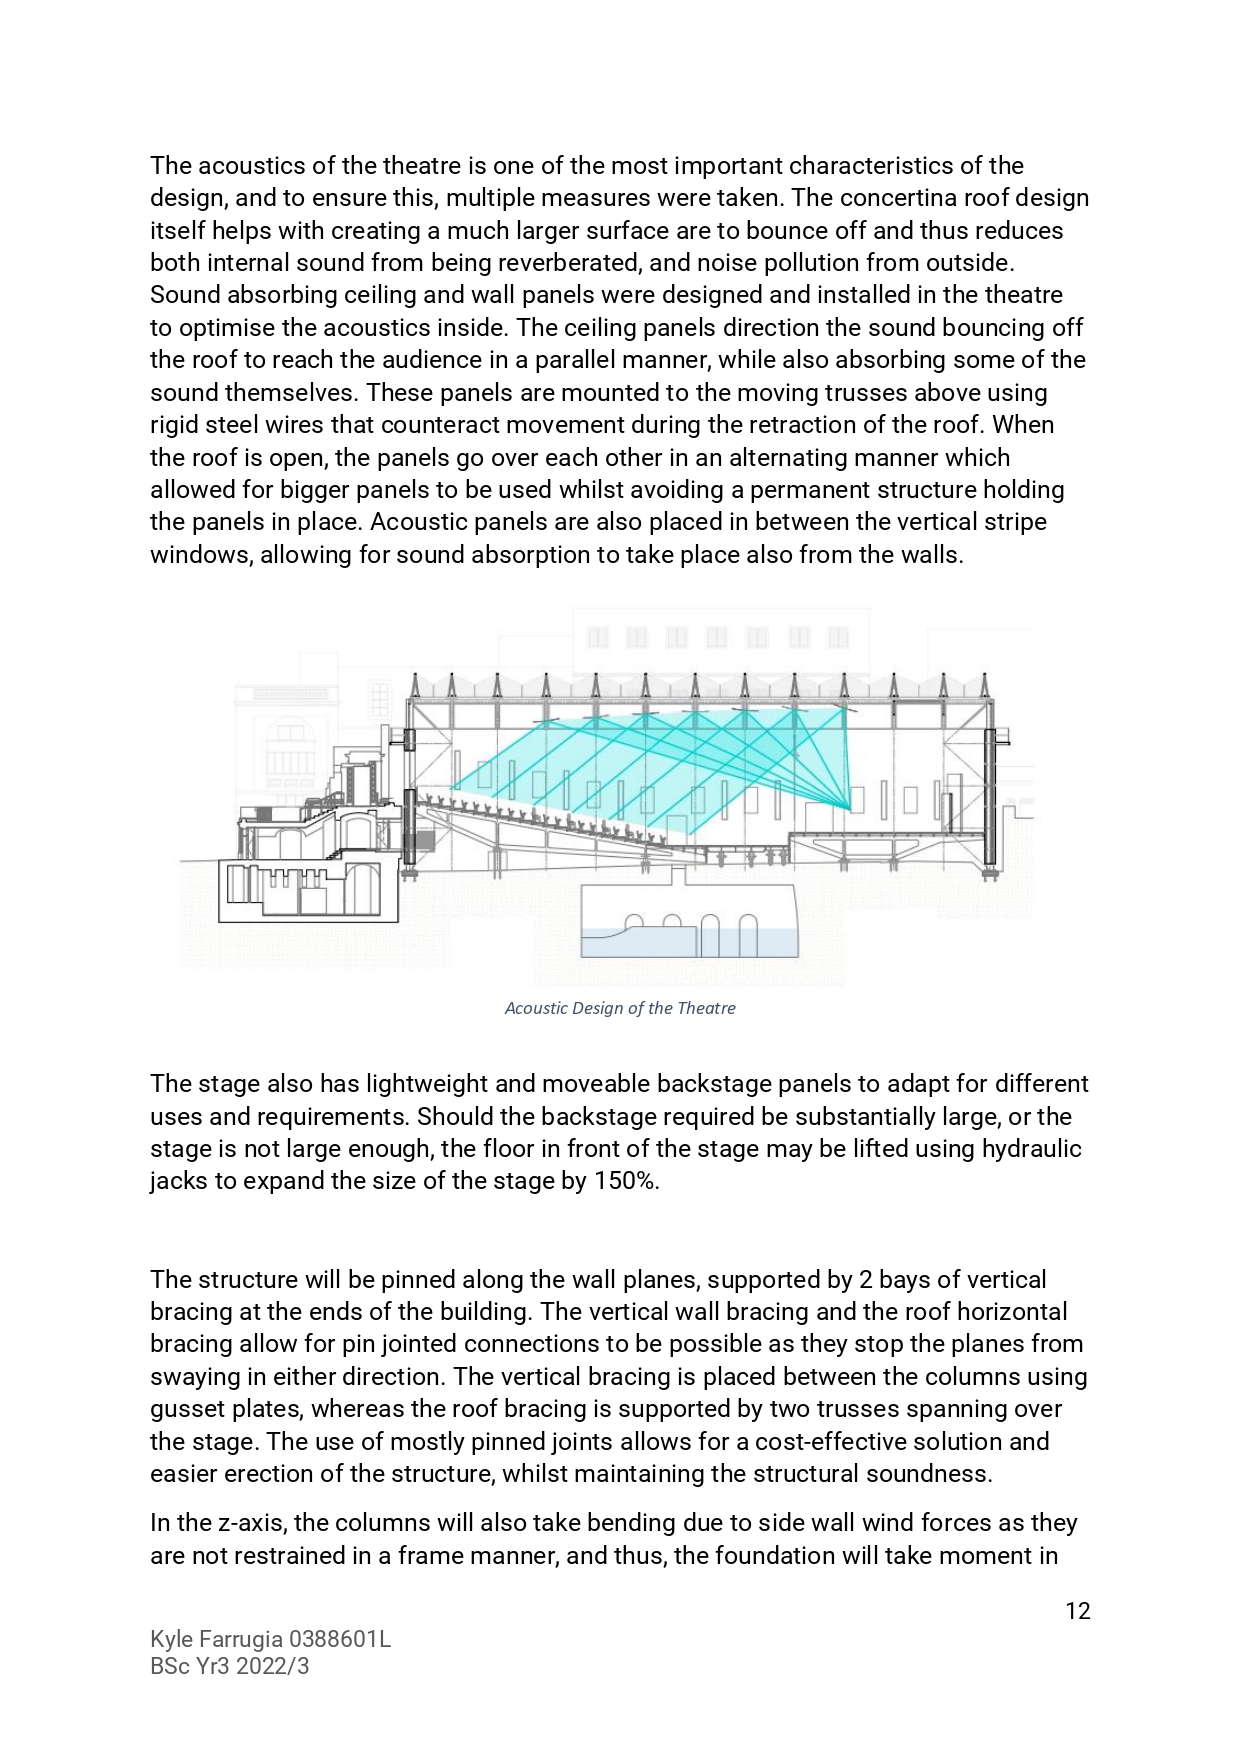 The acoustics of the theatre is one of the most important characteristics of the
design, and to ensure this, multiple measures were taken. The concertina roof design
itself helps with creating a much larger surface are to bounce off and thus reduces
both internal sound from being reverberated, and noise pollution from outside.
Sound absorbing ceiling and wall panels were designed and installed in the theatre
to optimise the acoustics inside. The ceiling panels direction the sound bouncing off
the roof to reach the audience in a parallel manner, while also absorbing some of the
sound themselves. These panels are mounted to the moving trusses above using
rigid steel wires that counteract movement during the retraction of the roof. When
the roof is open, the panels go over each other in an alternating manner which
allowed for bigger panels to be used whilst avoiding a permanent structure holding
the panels in place. Acoustic panels are also placed in between the vertical stripe
windows, allowing for sound absorption to take place also from the walls.
Acoustic Design of the Theatre
The stage also has lightweight and moveable backstage panels to adapt for different
uses and requirements. Should the backstage required be substantially large, or the
stage is not large enough, the floor in front of the stage may be lifted using hydraulic
jacks to expand the size of the stage by 150%.
The structure will be pinned along the wall planes, supported by 2 bays of vertical
bracing at the ends of the building. The vertical wall bracing and the roof horizontal
bracing allow for pin jointed connections to be possible as they stop the planes from
swaying in either direction. The vertical bracing is placed between the columns using
gusset plates, whereas the roof bracing is supported by two trusses spanning over
the stage. The use of mostly pinned joints allows for a cost-effective solution and
easier erection of the structure, whilst maintaining the structural soundness.
In the z-axis, the columns will also take bending due to side wall wind forces as they
are not restrained in a frame manner, and thus, the foundation will take moment in
12
Kyle Farrugia 0388601L
BSc Yr3 2022/3